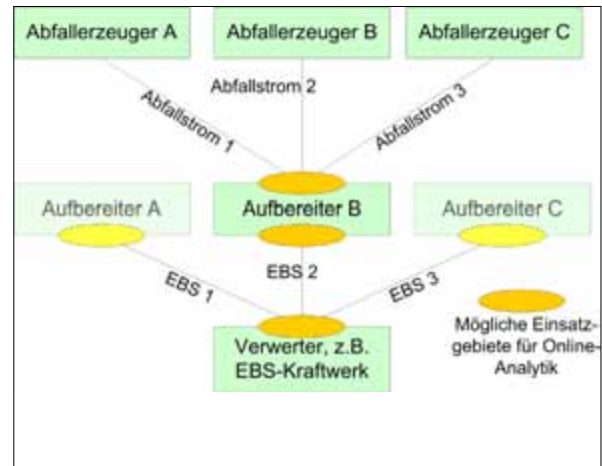 Abfallerzeuger A
Abfallerzeuger B
Abfallerzeuger C
Abfallstrom 1
Abfallstrom 2
Abfallstrom 3
Aufbereiter A
Aufbereiter B
Aufbereiter C
EBS 1
EBS 2
EBS 3
Verwerter, z.B.
EBS-Kraftwerk
Mögliche Einsatz-
gebiete für Online-
Analytik